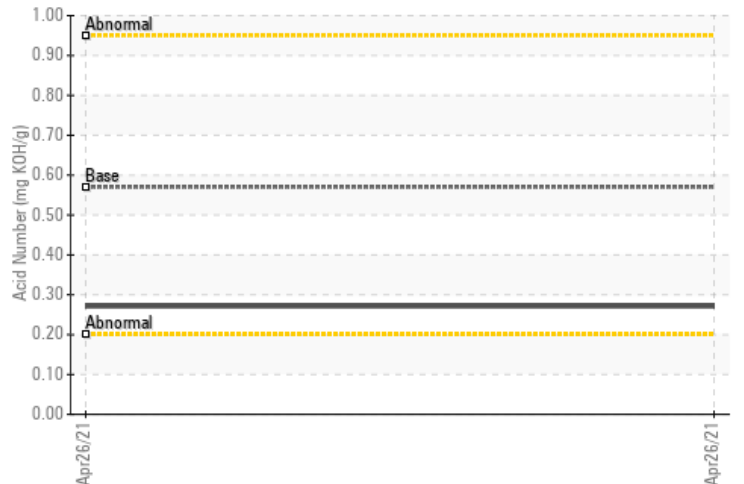 1.00
Abnormal
0.90
0.80
0.70
Base
0.60
0.50
0.40
0.30
Abnormal
0.20
0.10
0.00
Acid Number (mg KOH/g)
Apr26/21
Apr26/21